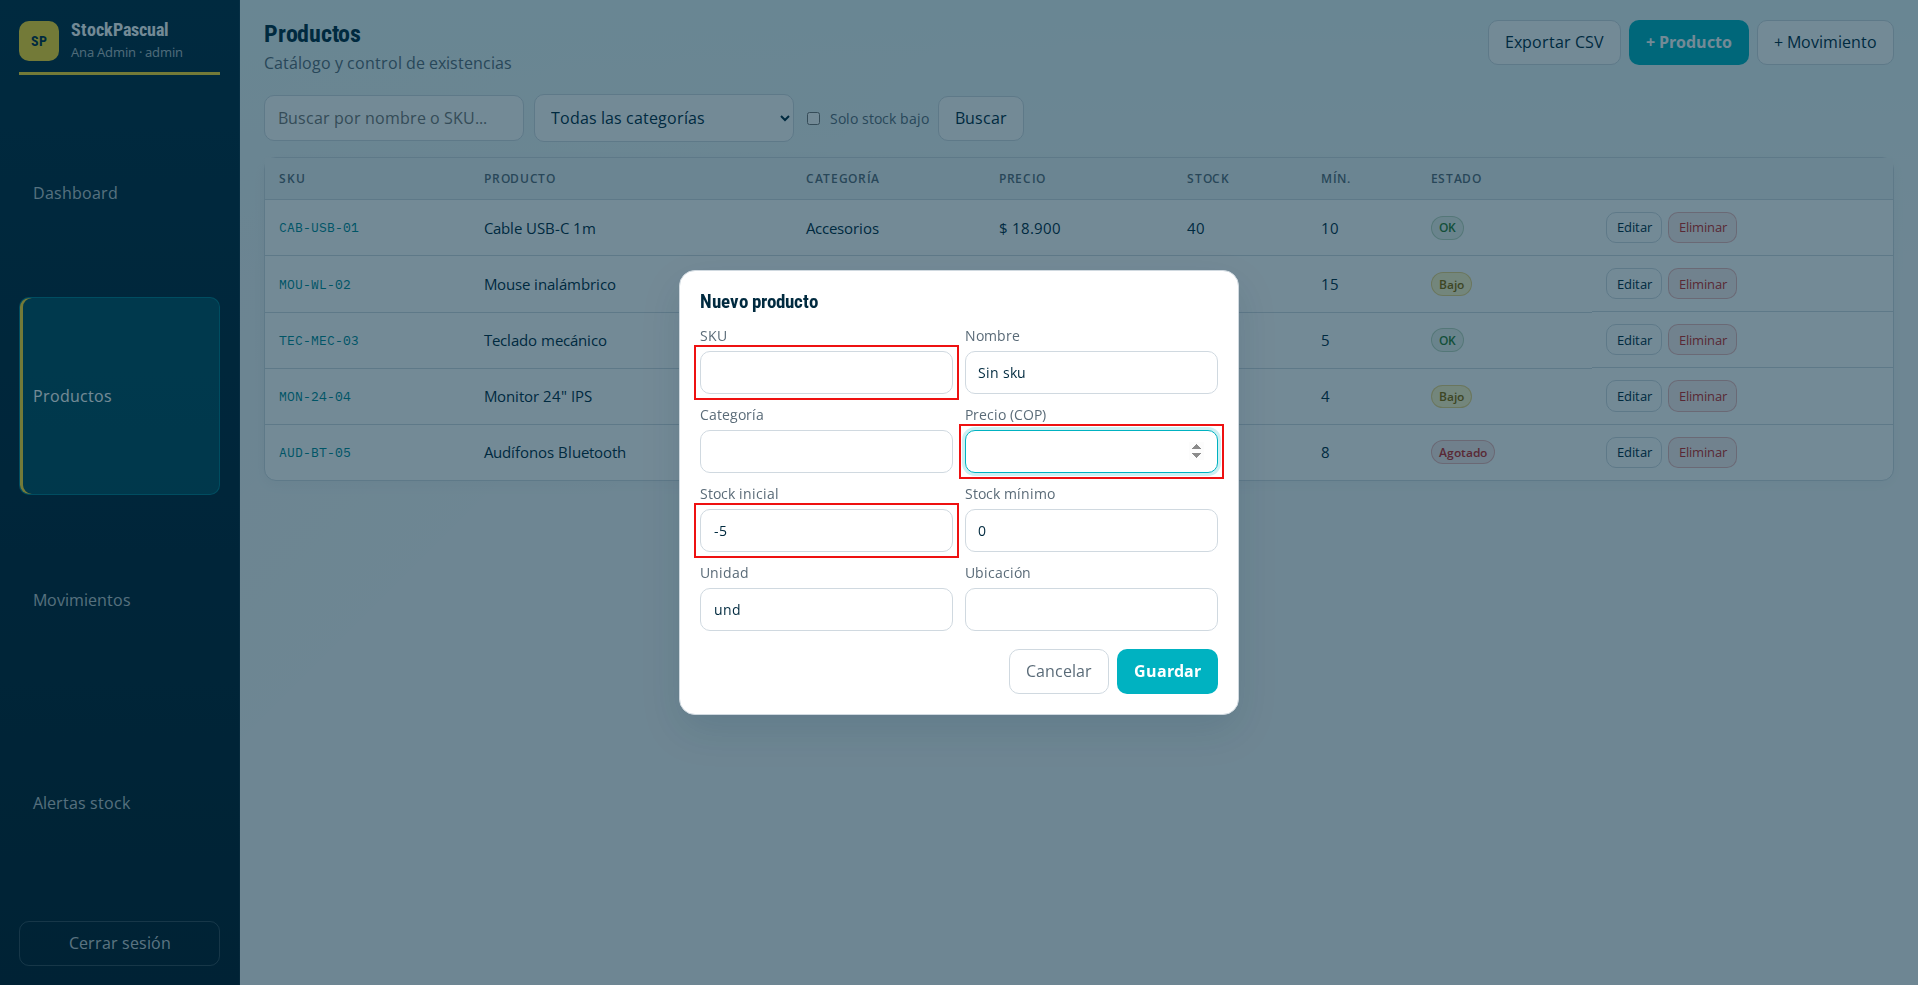 SP
StockPascual
Ana Admin · admin
Dashboard
Productos
Movimientos
Alertas stock
Cerrar sesión
Productos
Catálogo y control de existencias
Exportar CSV
+ Producto
+ Movimiento
Buscar por nombre o SKU...
Todas las categorías
Solo stock bajo
Buscar
SKU PRODUCTO CATEGORÍA PRECIO STOCK MÍN. ESTADO
CAB-USB-01 Cable USB-C 1m Accesorios $ 18.900 40 10 OK Editar Eliminar
MOU-WL-02 Mouse inalámbrico 15 Bajo Editar Eliminar
TEC-MEC-03 Teclado mecánico 5 OK Editar Eliminar
MON-24-04 Monitor 24" IPS 4 Bajo Editar Eliminar
AUD-BT-05 Audífonos Bluetooth 8 Agotado Editar Eliminar
Nuevo producto
SKU Nombre
Sin sku
Categoría Precio (COP)
Stock inicial Stock mínimo
-5 0
Unidad Ubicación
und
Cancelar Guardar